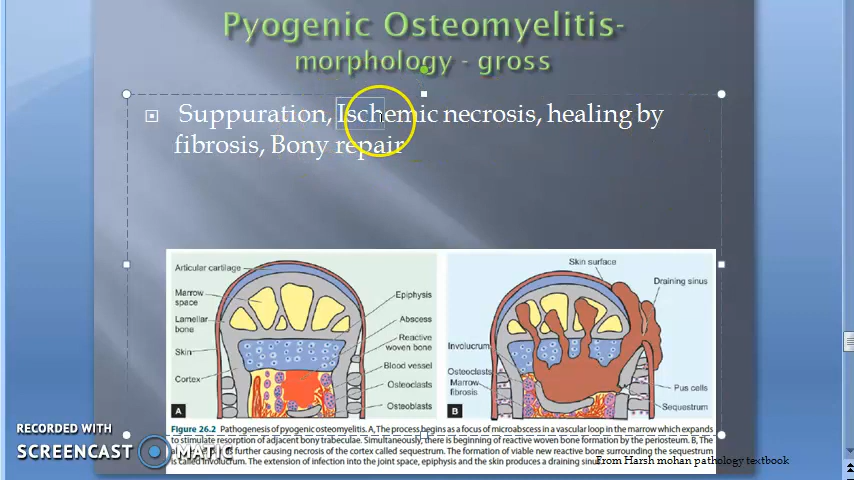 Pyogenic Osteomyelitis-
morphology - gross
Suppuration, Ischemic necrosis, healing by
fibrosis, Bony repair
Articular cartilage
Marrow
space
Lamellar
bone
Skin
Cortex
Epiphysis
Abscess
Reactive
woven bone
Blood vessel
Osteoclasts
Osteoblasts
A
Skin surface
Draining sinus
Involucrum
Osteoclasts
Marrow
fibrosis
Pus cells
Sequestrum
B
Figure 26.2 Pathogenesis of pyogenic osteomyelitis. A, The process begins as a focus of microabscess in a vascular loop in the marrow which expands
to stimulate resorption of adjacent bony trabeculae. Simultaneously, there is beginning of reactive woven bone formation by the periosteum. B, The
further causing necrosis of the cortex called sequestrum. The formation of viable new reactive bone surrounding the sequestrum
is called involucrum. The extension of infection into the joint space, epiphysis and the skin produces a draining sinus
From Harsh mohan pathology textbook
RECORDED WITH
SCREENCAST MATIC